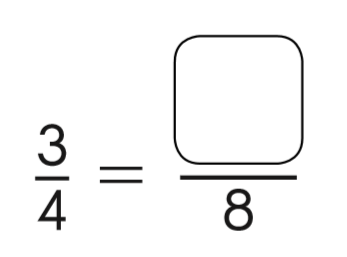 3/4 = □/8